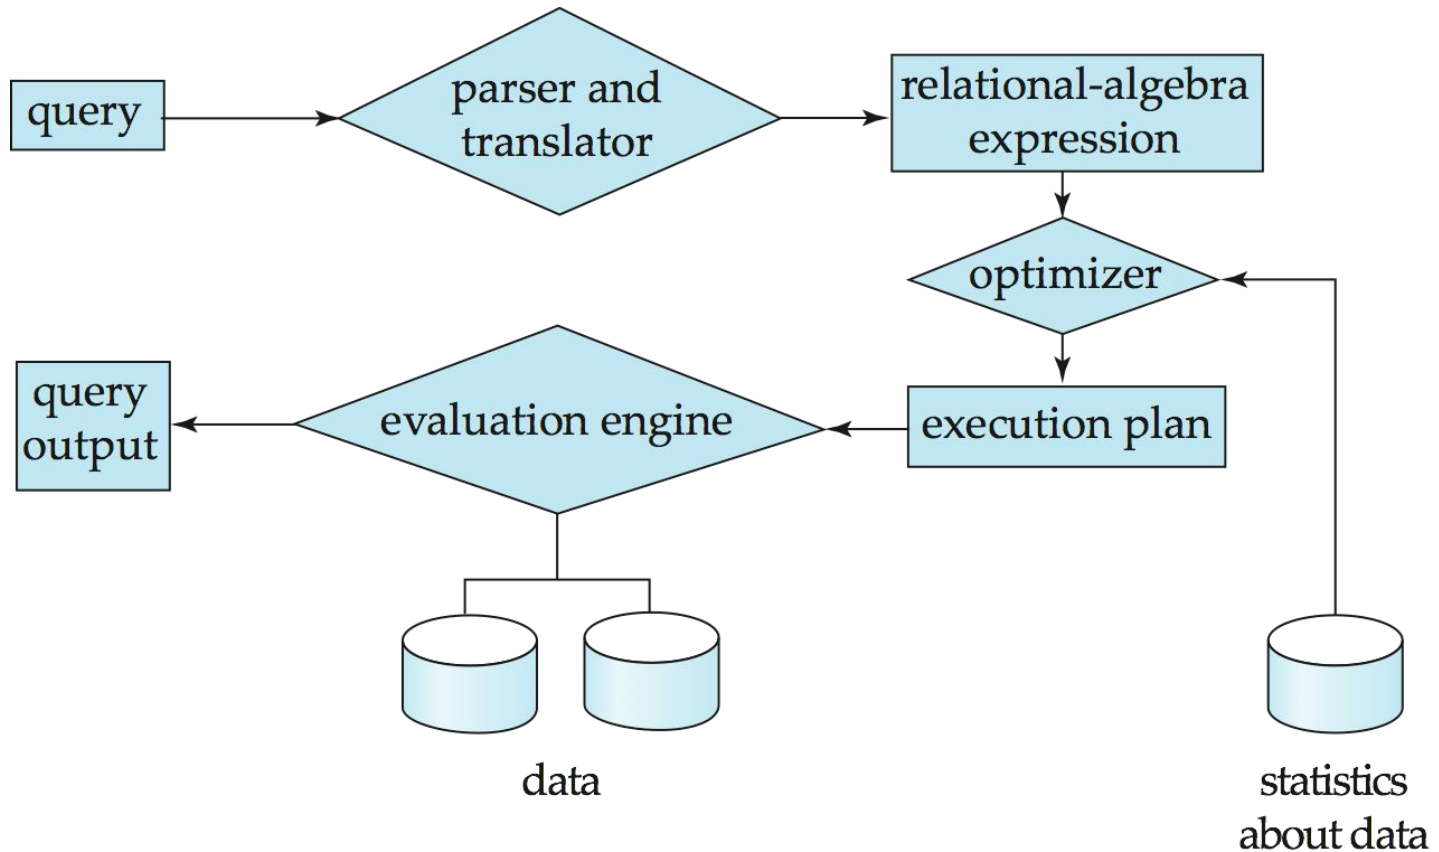 query
parser and
translator
relational-algebra
expression
optimizer
query
output
evaluation engine
execution plan
data
statistics
about data